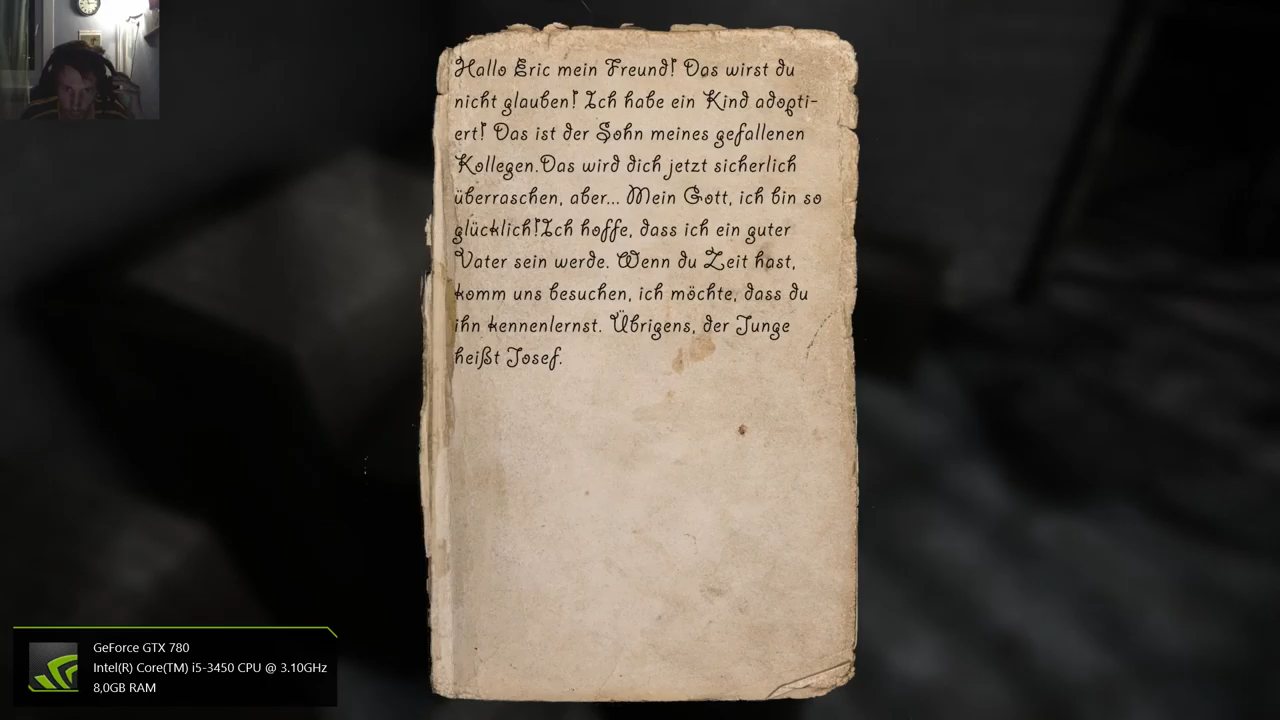 Hallo Eric mein Freund! Das wirst du
nicht glauben! Ich habe ein Kind adopti-
ert! Das ist der Sohn meines gefallenen
Kollegen.Das wird dich jetzt sicherlich
überraschen, aber... Mein Gott, ich bin so
glücklich!Ich hoffe, dass ich ein guter
Vater sein werde. Wenn du Zeit hast,
komm uns besuchen, ich möchte, dass du
ihn kennenlernst. Übrigens, der Junge
heißt Josef.
GeForce GTX 780
Intel(R) Core(TM) i5-3450 CPU @ 3.10GHz
8,0GB RAM